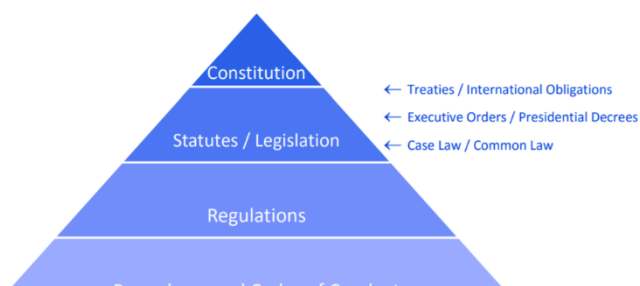 Constitution
← Treaties / International Obligations
← Executive Orders / Presidential Decrees
Statutes / Legislation
← Case Law / Common Law
Regulations